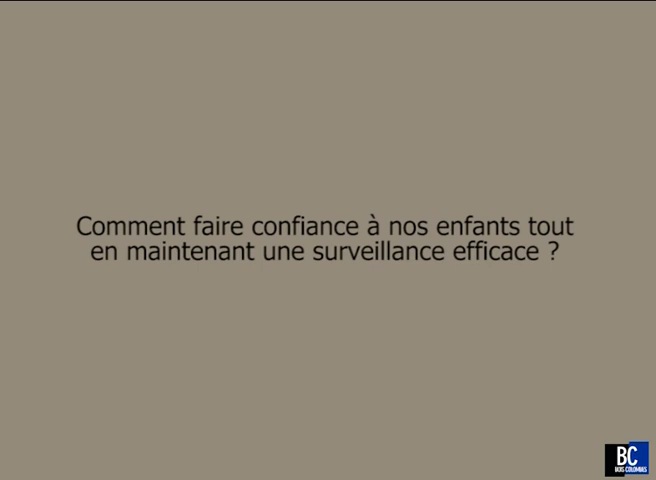 Comment faire confiance à nos enfants tout
en maintenant une surveillance efficace ?
BC
BOIS COLOMBES